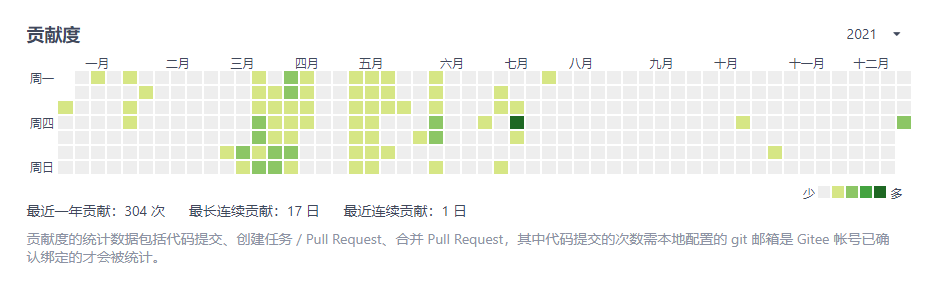 贡献度
2021
一月 二月 三月 四月 五月 六月 七月 八月 九月 十月 十一月 十二月
周一
周四
周日
少 多
最近一年贡献：304 次 最长连续贡献：17 日 最近连续贡献：1 日
贡献度的统计数据包括代码提交、创建任务 / Pull Request、合并 Pull Request，其中代码提交的次数需本地配置的 git 邮箱是 Gitee 帐号已确
认绑定的才会被统计。